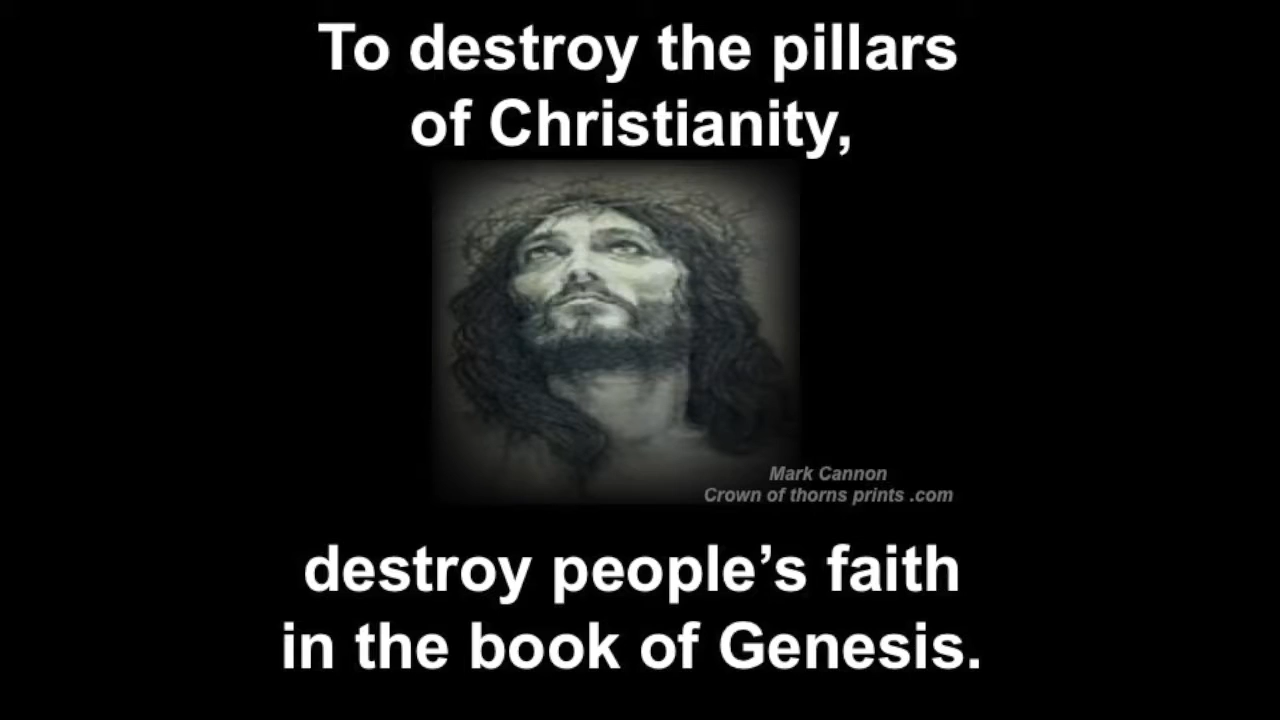 To destroy the pillars
of Christianity,
Mark Cannon
Crown of thorns prints .com
destroy people’s faith
in the book of Genesis.